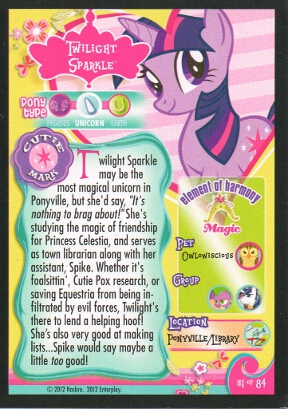 Twilight
Sparkle™
Pony
Type
Pegasus Unicorn Earth
Cutie
Mark
Twilight Sparkle
may be the
most magical unicorn in
Ponyville, but she'd say, "It's
nothing to brag about!" She's
studying the magic of friendship
for Princess Celestia, and serves
as town librarian along with her
assistant, Spike. Whether it's
foalsittin', Cutie Pox research, or
saving Equestria from being in-
filtrated by evil forces, Twilight's
there to lend a helping hoof!
She's also very good at making
lists...Spike would say maybe a
little too good!
element of harmony
Magic
Pet
Owlowiscious
Group
Location
Ponyville/Library
#1 of 84
© 2012 Hasbro. 2012 Enterplay.